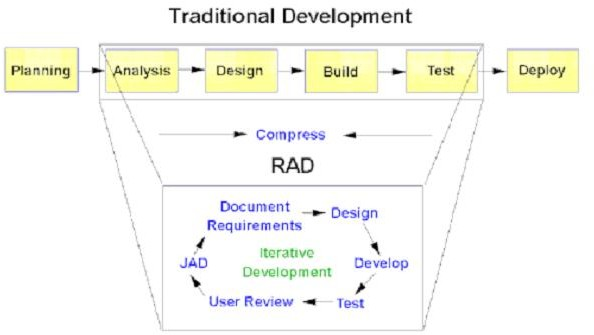 Traditional Development
Planning
Analysis
Design
Build
Test
Deploy
Compress
RAD
Document
Requirements
Design
JAD
Iterative
Development
Develop
User Review
Test